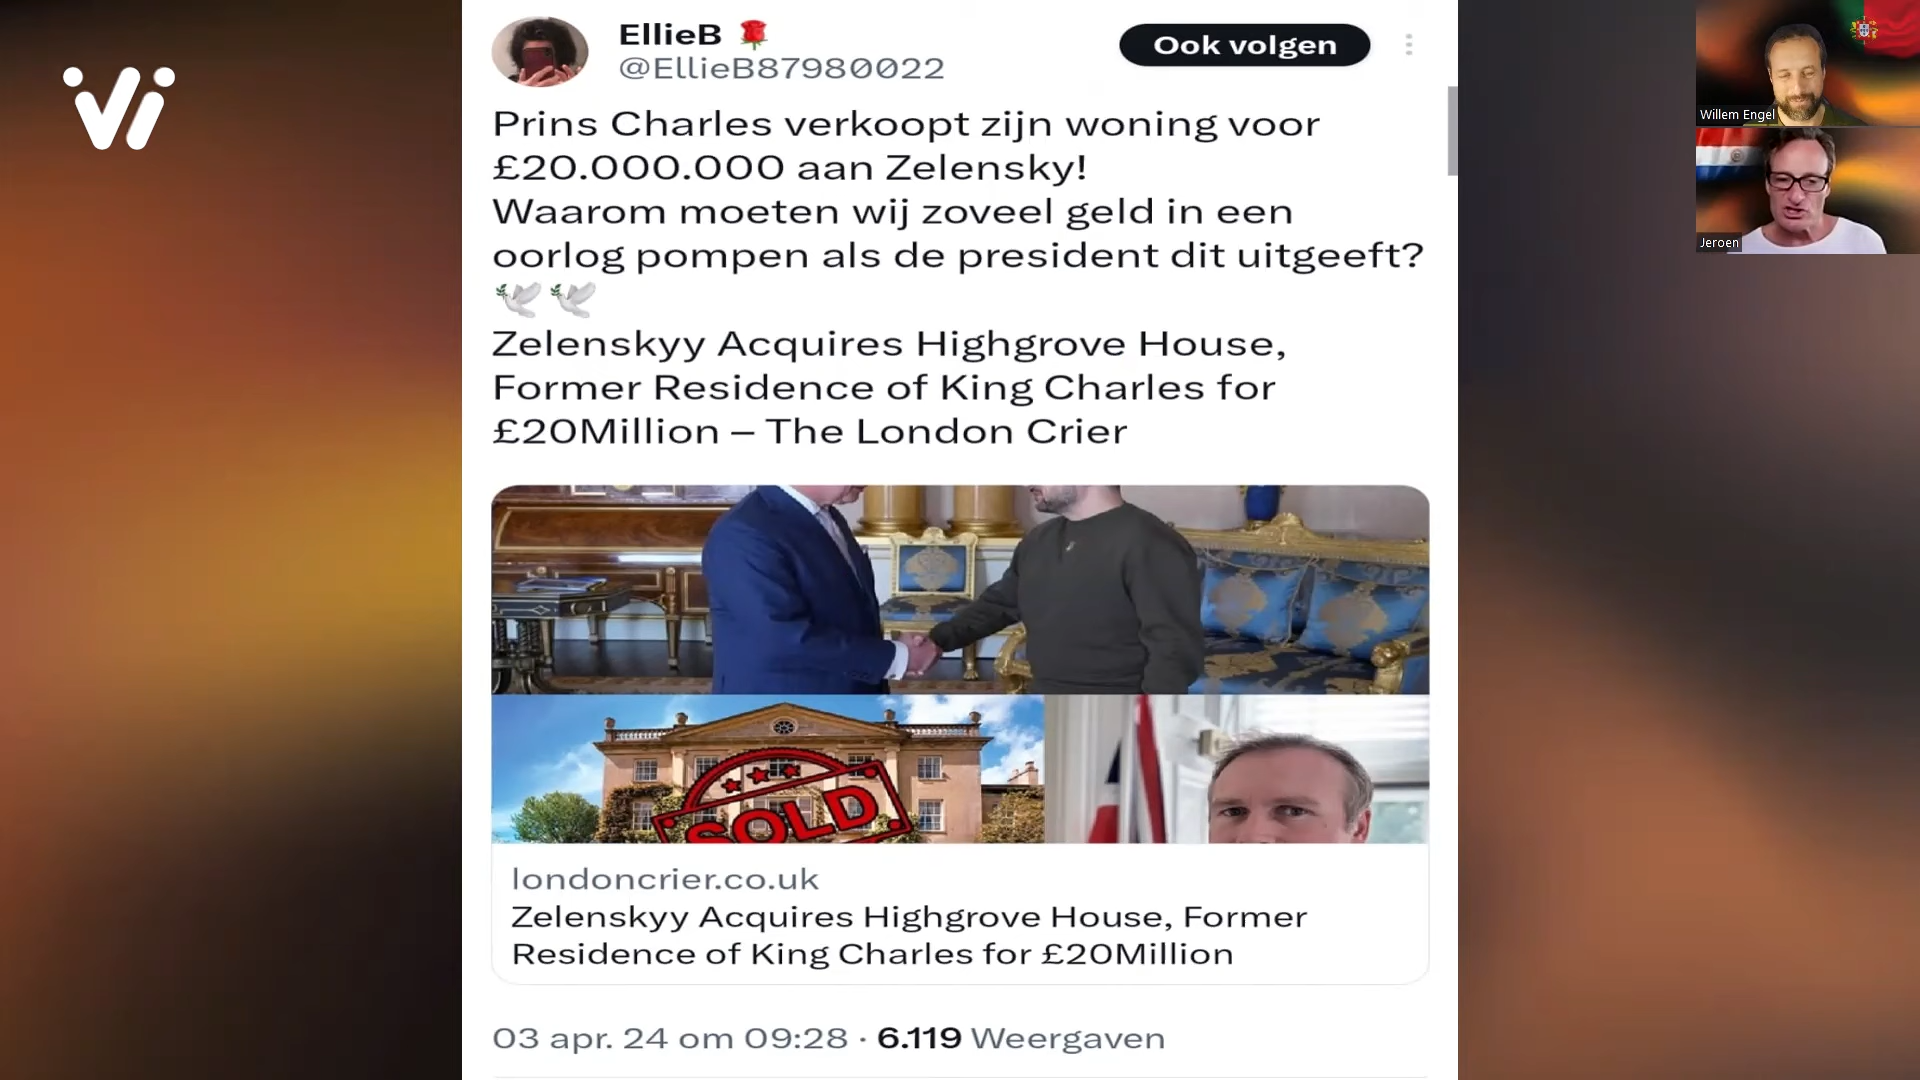 Vi
EllieB
@EllieB87980022
Ook volgen
Prins Charles verkoopt zijn woning voor
£20.000.000 aan Zelensky!
Waarom moeten wij zoveel geld in een
oorlog pompen als de president dit uitgeeft?
Zelenskyy Acquires Highgrove House,
Former Residence of King Charles for
£20Million – The London Crier
SOLD
londoncrier.co.uk
Zelenskyy Acquires Highgrove House, Former
Residence of King Charles for £20Million
03 apr. 24 om 09:28 · 6.119 Weergaven
Willem Engel
Jeroen